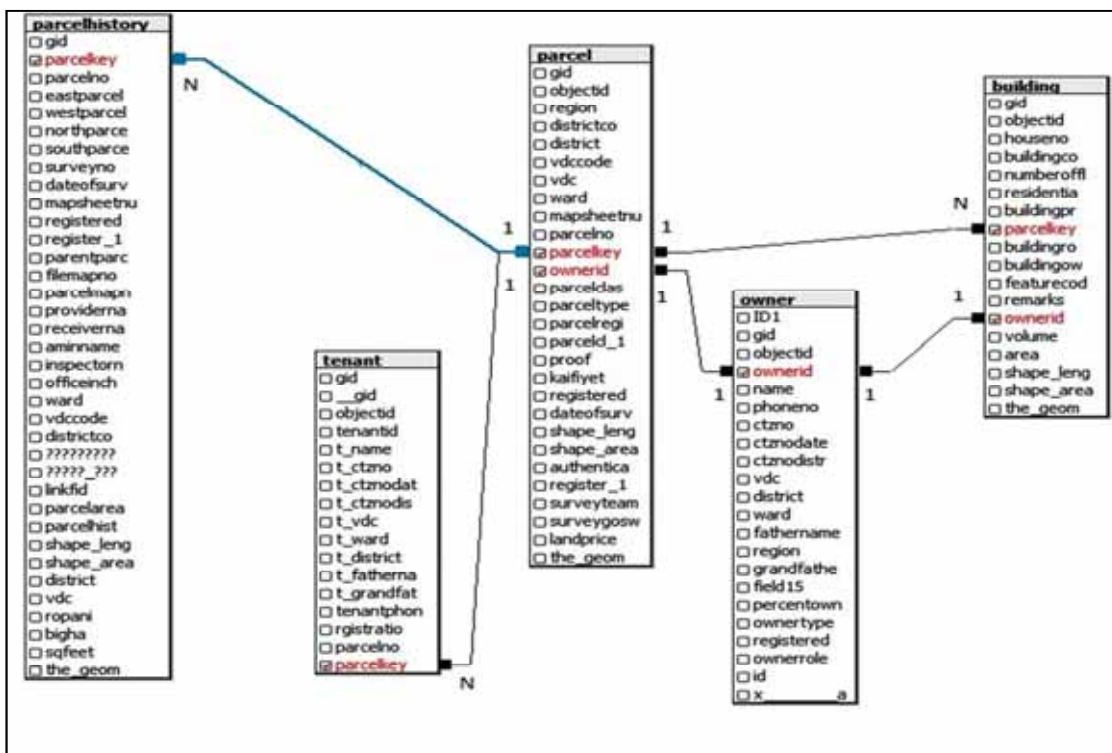 parcelhistory
gid
parcelkey
parcelno
eastparcel
westparcel
northparce
southparce
surveyno
dateofsurv
mapsheetnu
registered
register_1
parentparc
filemapno
parcelmapn
providerna
receiverna
aminname
inspectorn
officeinch
ward
vdccode
districtco
?????????
?????_???
linkfid
parcelarea
parcelhist
shape_leng
shape_area
district
vdc
ropani
bigha
sqfeet
the_geom
N
tenant
gid
__gid
objectid
tenantid
t_name
t_ctzno
t_ctznodat
t_ctznodis
t_vdc
t_ward
t_district
t_fatherna
t_grandfat
tenantphon
rgistratio
parcelno
parcelkey
N
1
1
parcel
gid
objectid
region
districtco
district
vdccode
vdc
ward
mapsheetnu
parcelno
parcelkey
ownerid
parcelclas
parceltype
parcelregi
parceld_1
proof
kaifiyet
registered
dateofsurv
shape_leng
shape_area
authentica
register_1
surveyteam
surveygosw
landprice
the_geom
1
1
1
owner
ID1
gid
objectid
ownerid
name
phoneno
ctzno
ctznodate
ctznodistr
vdc
district
ward
fathername
region
grandfathe
field15
percentown
ownertype
registered
ownerrole
id
x_________a
1
N
1
building
gid
objectid
houseno
buildingco
numberoffl
residentia
buildingpr
parcelkey
buildingro
buildingow
featurecod
remarks
ownerid
volume
area
shape_leng
shape_area
the_geom